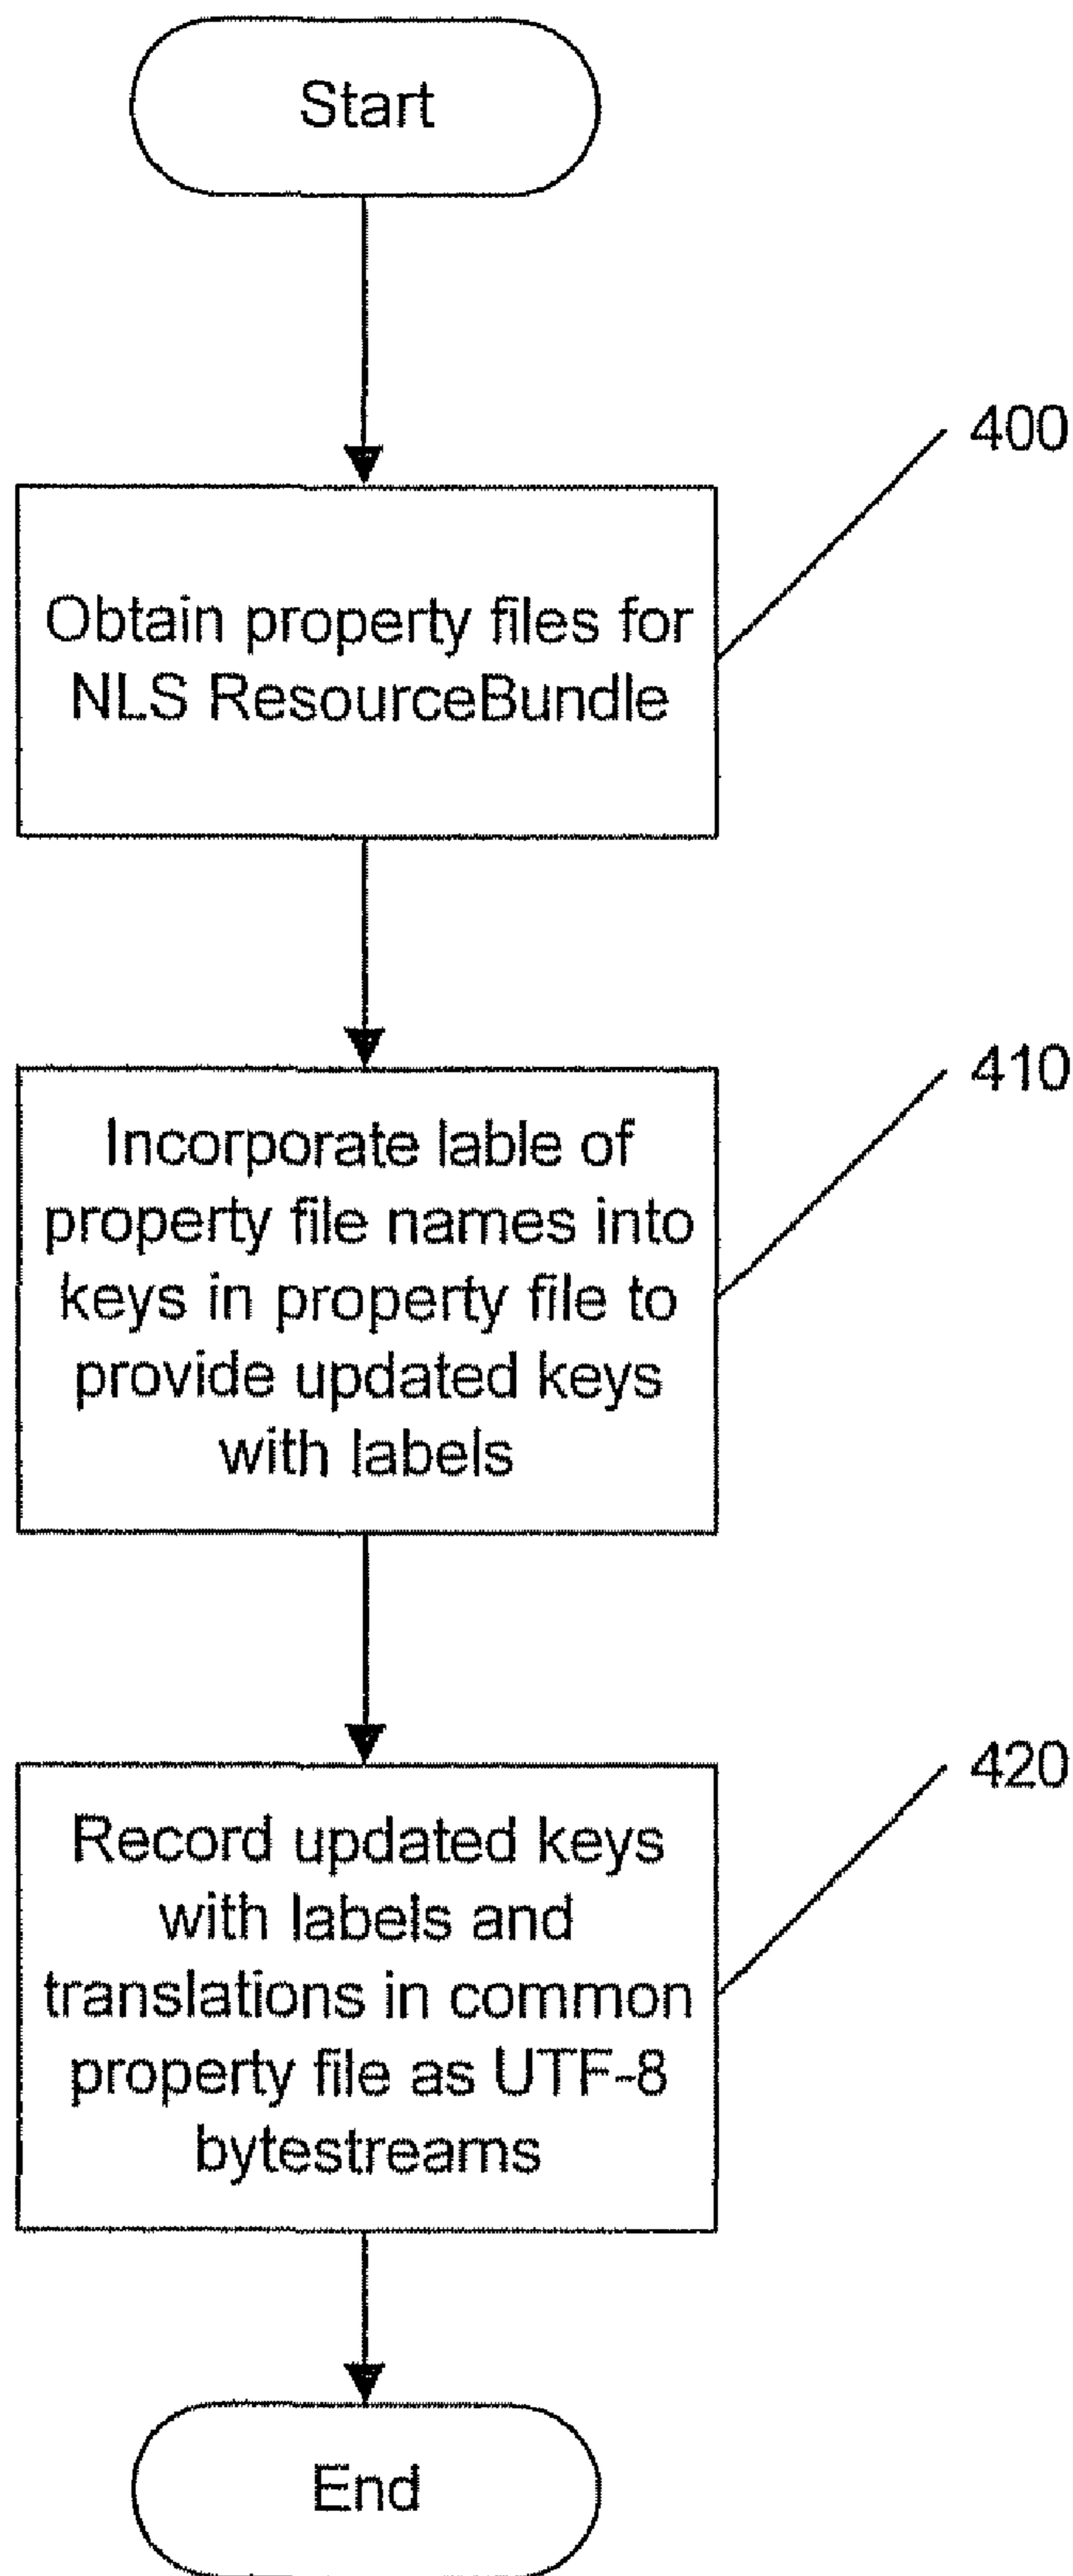 Start
400
Obtain property files for
NLS ResourceBundle
410
Incorporate lable of
property file names into
keys in property file to
provide updated keys
with labels
420
Record updated keys
with labels and
translations in common
property file as UTF-8
bytestreams
End